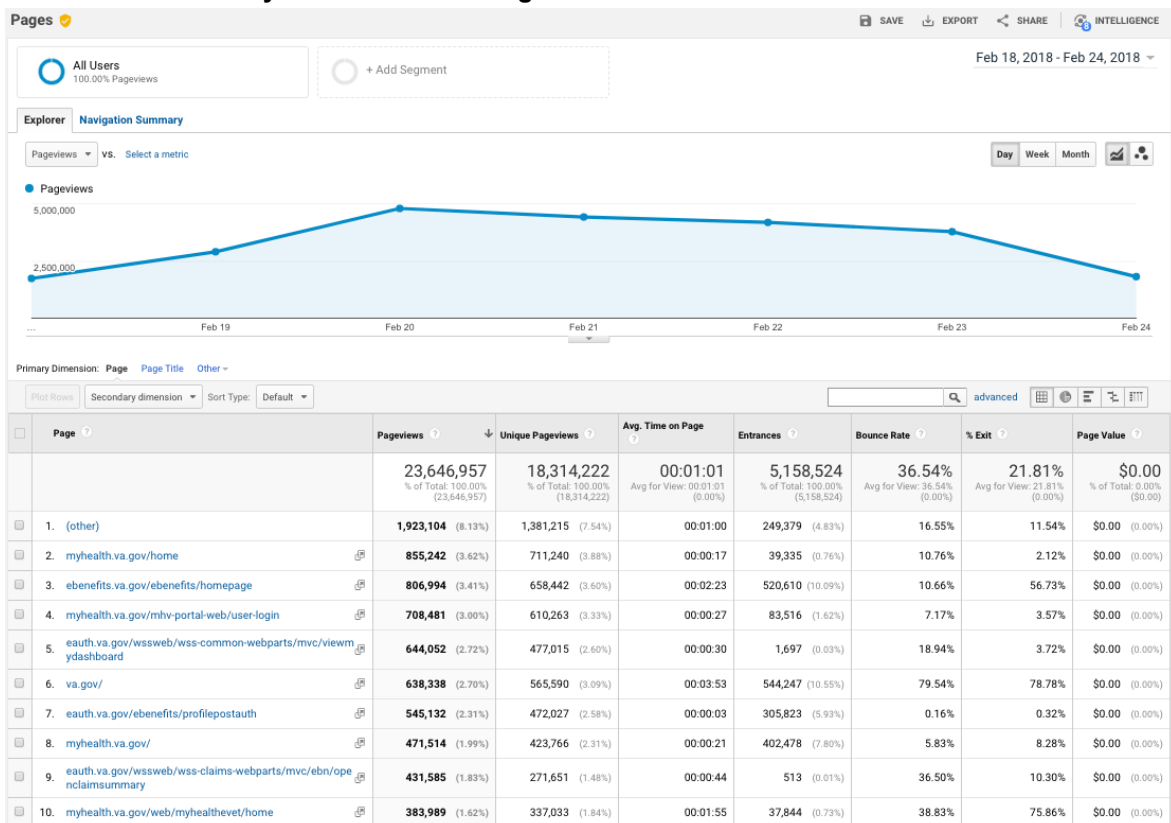 Pages
SAVE EXPORT SHARE INTELLIGENCE
All Users
100.00% Pageviews
+ Add Segment
Feb 18, 2018 - Feb 24, 2018
Explorer Navigation Summary
Pageviews VS. Select a metric
Day Week Month
Pageviews
5,000,000
2,500,000
... Feb 19 Feb 20 Feb 21 Feb 22 Feb 23 Feb 24
Primary Dimension: Page Page Title Other
Plot Rows Secondary dimension Sort Type: Default advanced
Page Pageviews Unique Pageviews Avg. Time on Page Entrances Bounce Rate % Exit Page Value
23,646,957 18,314,222 00:01:01 5,158,524 36.54% 21.81% $0.00
% of Total: 100.00% % of Total: 100.00% Avg for View: 00:01:01 % of Total: 100.00% Avg for View: 36.54% Avg for View: 21.81% % of Total: 0.00%
(23,646,957) (18,314,222) (0.00%) (5,158,524) (0.00%) (0.00%) ($0.00)
1. (other) 1,923,104 (8.13%) 1,381,215 (7.54%) 00:01:00 249,379 (4.83%) 16.55% 11.54% $0.00 (0.00%)
2. myhealth.va.gov/home 855,242 (3.62%) 711,240 (3.88%) 00:00:17 39,335 (0.76%) 10.76% 2.12% $0.00 (0.00%)
3. ebenefits.va.gov/ebenefits/homepage 806,994 (3.41%) 658,442 (3.60%) 00:02:23 520,610 (10.09%) 10.66% 56.73% $0.00 (0.00%)
4. myhealth.va.gov/mhv-portal-web/user-login 708,481 (3.00%) 610,263 (3.33%) 00:00:27 83,516 (1.62%) 7.17% 3.57% $0.00 (0.00%)
5. eauth.va.gov/wssweb/wss-common-webparts/mvc/viewm
ydashboard 644,052 (2.72%) 477,015 (2.60%) 00:00:30 1,697 (0.03%) 18.94% 3.72% $0.00 (0.00%)
6. va.gov/ 638,338 (2.70%) 565,590 (3.09%) 00:03:53 544,247 (10.55%) 79.54% 78.78% $0.00 (0.00%)
7. eauth.va.gov/ebenefits/profilepostauth 545,132 (2.31%) 472,027 (2.58%) 00:00:03 305,823 (5.93%) 0.16% 0.32% $0.00 (0.00%)
8. myhealth.va.gov/ 471,514 (1.99%) 423,766 (2.31%) 00:00:21 402,478 (7.80%) 5.83% 8.28% $0.00 (0.00%)
9. eauth.va.gov/wssweb/wss-claims-webparts/mvc/ebn/ope
nclaimsummary 431,585 (1.83%) 271,651 (1.48%) 00:00:44 513 (0.01%) 36.50% 10.30% $0.00 (0.00%)
10. myhealth.va.gov/web/myhealthevet/home 383,989 (1.62%) 337,033 (1.84%) 00:01:55 37,844 (0.73%) 38.83% 75.86% $0.00 (0.00%)